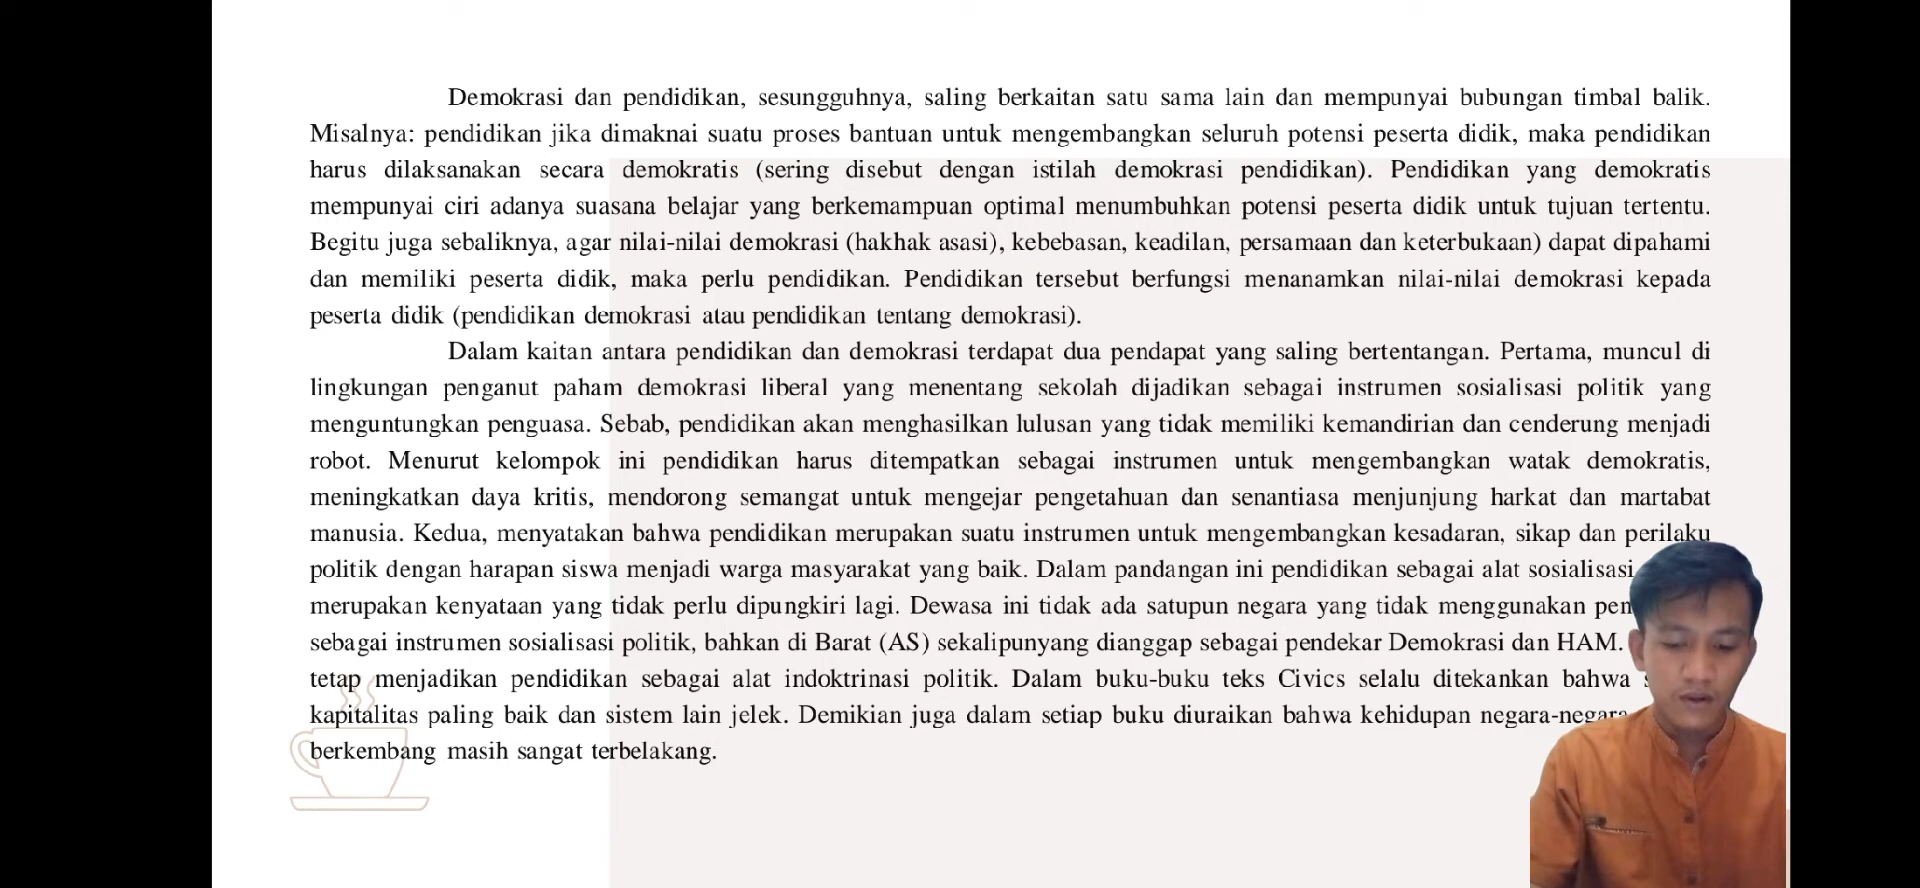 Demokrasi dan pendidikan, sesungguhnya, saling berkaitan satu sama lain dan mempunyai bubungan timbal balik.
Misalnya: pendidikan jika dimaknai suatu proses bantuan untuk mengembangkan seluruh potensi peserta didik, maka pendidikan
harus dilaksanakan secara demokratis (sering disebut dengan istilah demokrasi pendidikan). Pendidikan yang demokratis
mempunyai ciri adanya suasana belajar yang berkemampuan optimal menumbuhkan potensi peserta didik untuk tujuan tertentu.
Begitu juga sebaliknya, agar nilai-nilai demokrasi (hakhak asasi), kebebasan, keadilan, persamaan dan keterbukaan) dapat dipahami
dan memiliki peserta didik, maka perlu pendidikan. Pendidikan tersebut berfungsi menanamkan nilai-nilai demokrasi kepada
peserta didik (pendidikan demokrasi atau pendidikan tentang demokrasi).
Dalam kaitan antara pendidikan dan demokrasi terdapat dua pendapat yang saling bertentangan. Pertama, muncul di
lingkungan penganut paham demokrasi liberal yang menentang sekolah dijadikan sebagai instrumen sosialisasi politik yang
menguntungkan penguasa. Sebab, pendidikan akan menghasilkan lulusan yang tidak memiliki kemandirian dan cenderung menjadi
robot. Menurut kelompok ini pendidikan harus ditempatkan sebagai instrumen untuk mengembangkan watak demokratis,
meningkatkan daya kritis, mendorong semangat untuk mengejar pengetahuan dan senantiasa menjunjung harkat dan martabat
manusia. Kedua, menyatakan bahwa pendidikan merupakan suatu instrumen untuk mengembangkan kesadaran, sikap dan perilaku
politik dengan harapan siswa menjadi warga masyarakat yang baik. Dalam pandangan ini pendidikan sebagai alat sosialisasi
merupakan kenyataan yang tidak perlu dipungkiri lagi. Dewasa ini tidak ada satupun negara yang tidak menggunakan
sebagai instrumen sosialisasi politik, bahkan di Barat (AS) sekalipunyang dianggap sebagai pendekar Demokrasi dan HAM.
tetap menjadikan pendidikan sebagai alat indoktrinasi politik. Dalam buku-buku teks Civics selalu ditekankan bahwa
kapitalitas paling baik dan sistem lain jelek. Demikian juga dalam setiap buku diuraikan bahwa kehidupan negara-negara
berkembang masih sangat terbelakang.